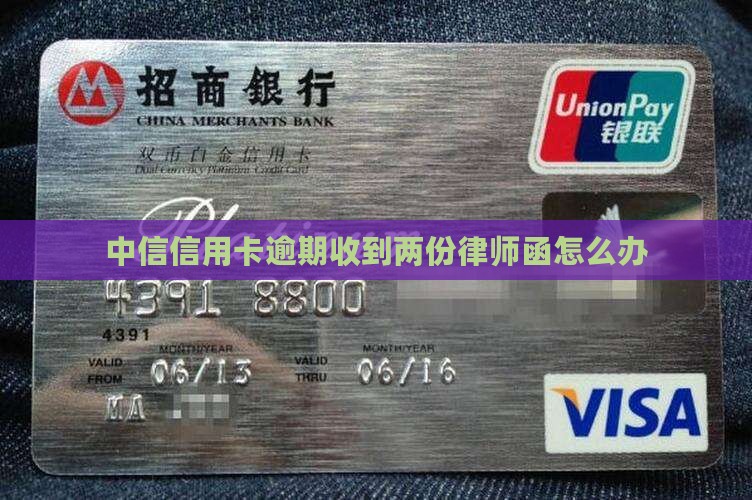 招商銀行
CHINA MERCHANTS BANK
双币白金信用卡
Dual Currency Platinum Credit Card
UnionPay
银联
中信信用卡逾期收到两份律师函怎么办
4391 8800
4391
MONTH/YEAR MONTH/YEAR
VALID FROM 06/13 VALID THRU 06/16
MA
VISA